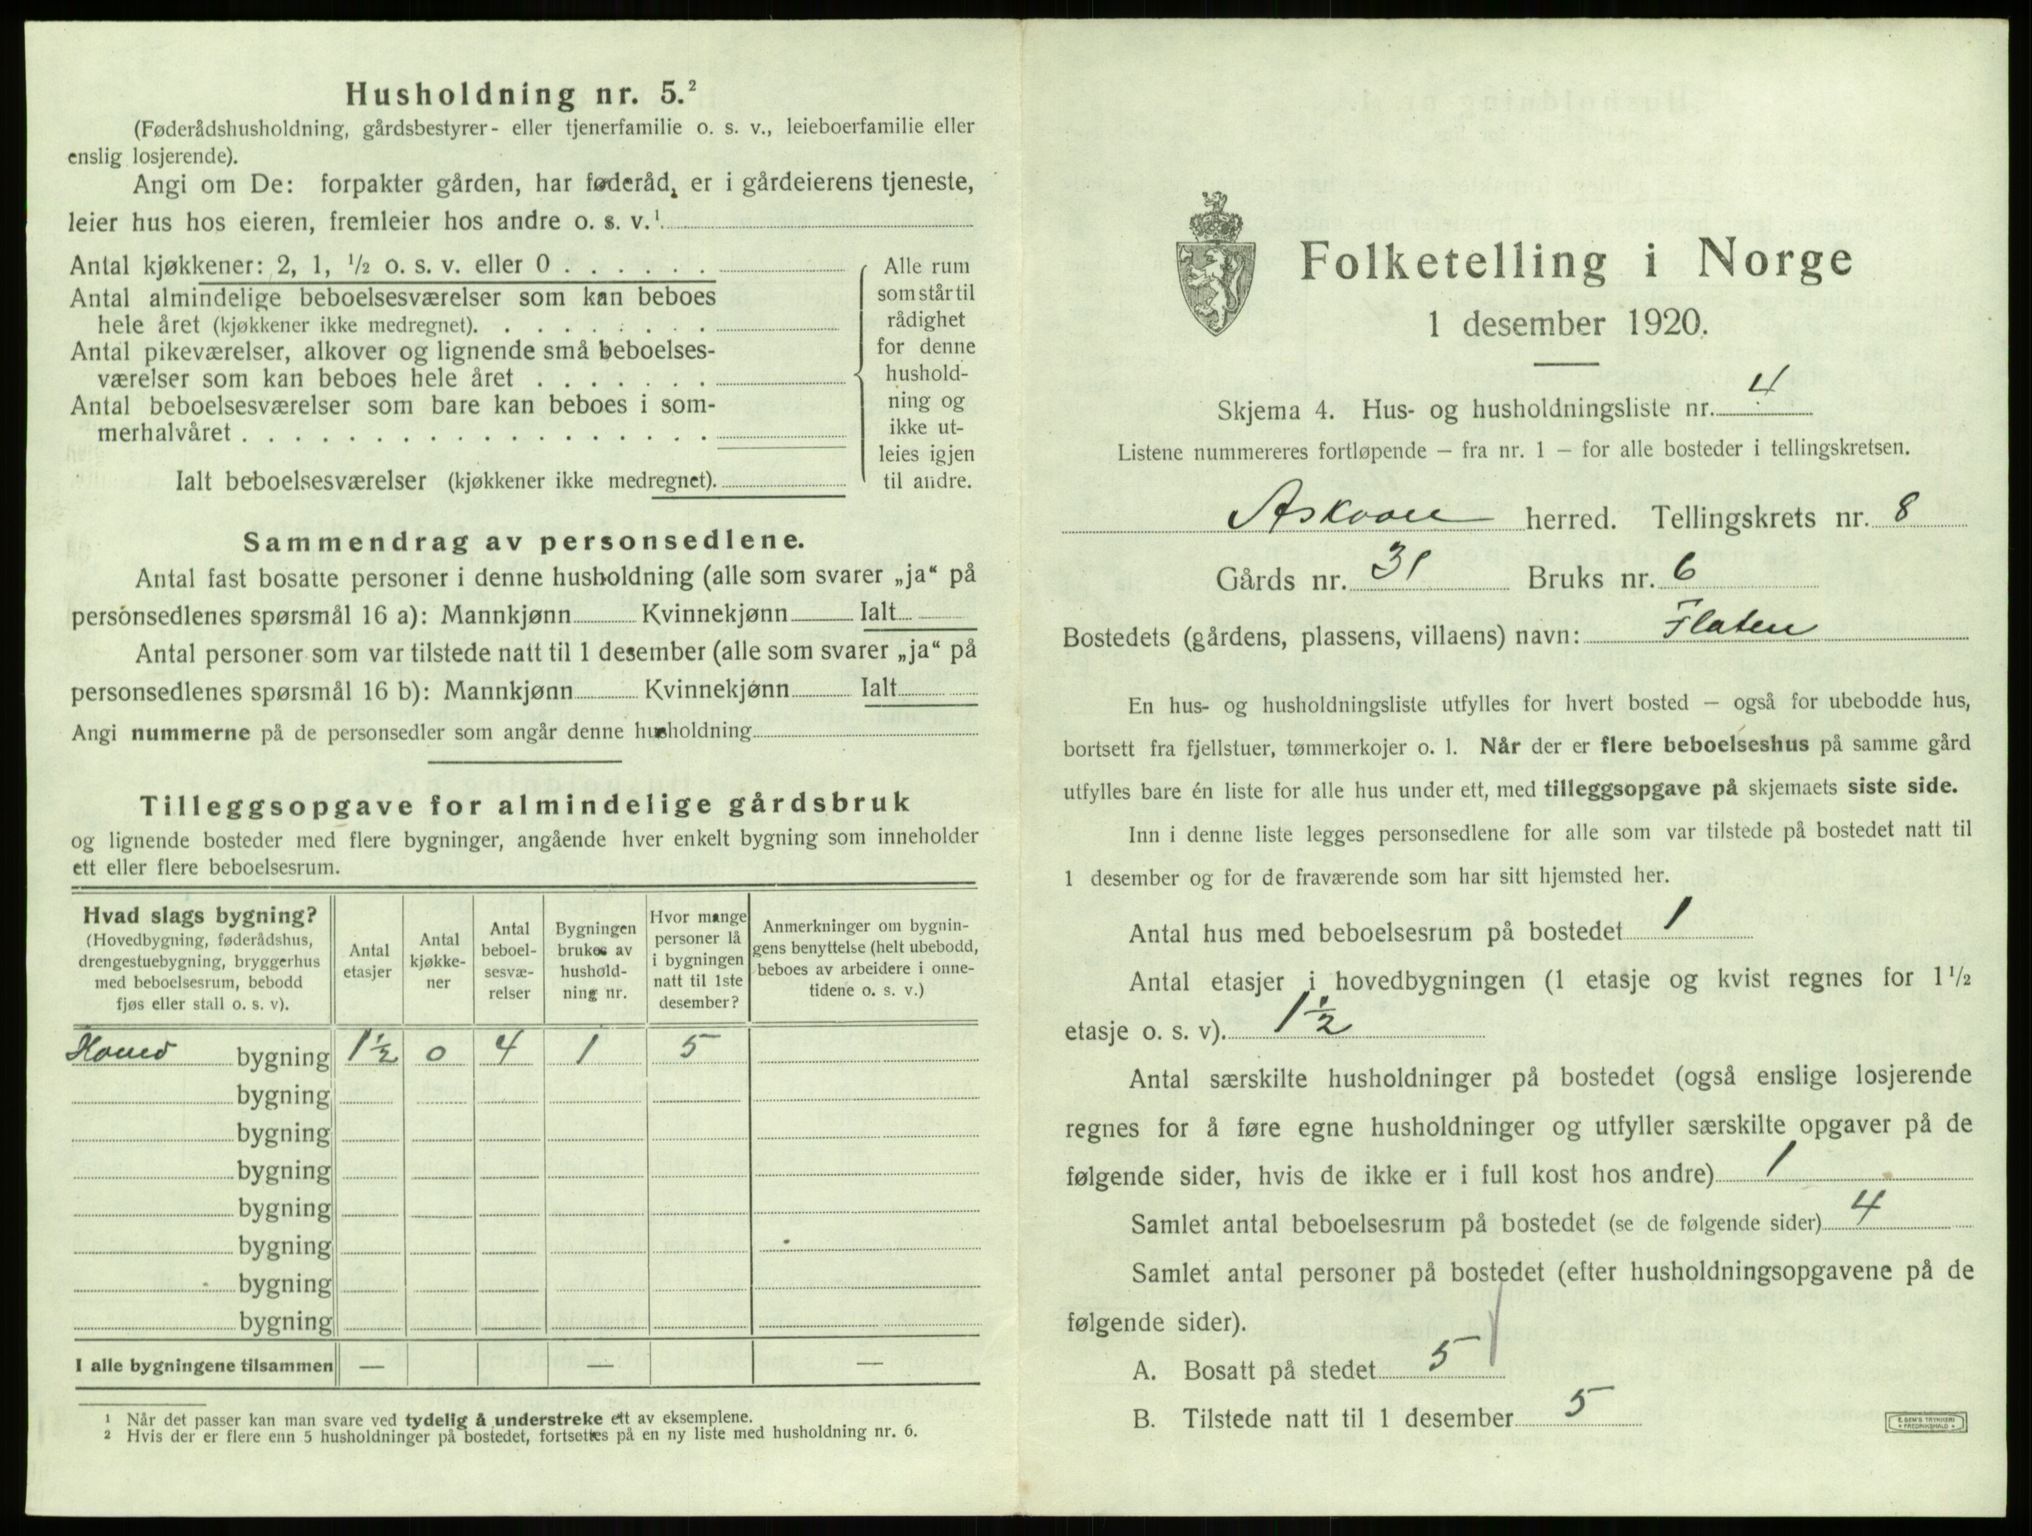 Husholdning nr. 5.²
(Føderådshusholdning, gårdsbestyrer- eller tjenerfamilie o. s. v., leieboerfamilie eller
enslig losjerende).
Angi om De: forpakter gården, har føderåd, er i gårdeierens tjeneste,
leier hus hos eieren, fremleier hos andre o. s. v.¹
Antal kjøkkener: 2, 1, ½ o. s. v. eller 0 . . . . . .
Antal almindelige beboelsesværelser som kan beboes
hele året (kjøkkener ikke medregnet). . . . . . . .
Antal pikeværelser, alkover og lignende små beboelses-
værelser som kan beboes hele året . . . . . . .
Antal beboelsesværelser som bare kan beboes i som-
merhalvåret . . . . . . . . . . . . . . . . .
Ialt beboelsesværelser (kjøkkener ikke medregnet).
Alle rum
som står til
rådighet
for denne
hushold-
ning og
ikke ut-
leies igjen
til andre.
Sammendrag av personsedlene.
Antal fast bosatte personer i denne husholdning (alle som svarer „ja“ på
personsedlenes spørsmål 16 a): Mannkjønn Kvinnekjønn Ialt
Antal personer som var tilstede natt til 1 desember (alle som svarer „ja“ på
personsedlenes spørsmål 16 b): Mannkjønn Kvinnekjønn Ialt
Angi nummerne på de personsedler som angår denne husholdning
Tilleggsopgave for almindelige gårdsbruk
og lignende bosteder med flere bygninger, angående hver enkelt bygning som inneholder
ett eller flere beboelsesrum.
Hvad slags bygning?
(Hovedbygning, føderådshus,
drengestuebygning, bryggerhus
med beboelsesrum, bebodd
fjøs eller stall o. s. v).
Antal
etasjer
Antal
kjøkke-
ner
Antal
beboel-
sesvæ-
relser
Bygningen
brukes av
hushold-
ning nr.
Hvor mange
personer lå
i bygningen
natt til 1ste
desember?
Anmerkninger om bygnin-
gens benyttelse (helt ubebodd,
beboes av arbeidere i onne-
tidene o. s. v.)
Hoved bygning 1½ 0 4 1 5
bygning
bygning
bygning
bygning
bygning
bygning
bygning
I alle bygningene tilsammen — — —
¹ Når det passer kan man svare ved tydelig å understreke ett av eksemplene.
² Hvis der er flere enn 5 husholdninger på bostedet, fortsettes på en ny liste med husholdning nr. 6.
Folketelling i Norge
1 desember 1920.
Skjema 4. Hus- og husholdningsliste nr. 4
Listene nummereres fortløpende – fra nr. 1 – for alle bosteder i tellingskretsen.
Askvoll herred. Tellingskrets nr. 8
Gårds nr. 31 Bruks nr. 6
Bostedets (gårdens, plassens, villaens) navn: Flaten
En hus- og husholdningsliste utfylles for hvert bosted – også for ubebodde hus,
bortsett fra fjellstuer, tømmerkojer o. l. Når der er flere beboelseshus på samme gård
utfylles bare én liste for alle hus under ett, med tilleggsopgave på skjemaets siste side.
Inn i denne liste legges personsedlene for alle som var tilstede på bostedet natt til
1 desember og for de fraværende som har sitt hjemsted her.
Antal hus med beboelsesrum på bostedet 1
Antal etasjer i hovedbygningen (1 etasje og kvist regnes for 1½
etasje o. s. v). 1½
Antal særskilte husholdninger på bostedet (også enslige losjerende
regnes for å føre egne husholdninger og utfyller særskilte opgaver på de
følgende sider, hvis de ikke er i full kost hos andre) 1
Samlet antal beboelsesrum på bostedet (se de følgende sider) 4
Samlet antal personer på bostedet (efter husholdningsopgavene på de
følgende sider).
A. Bosatt på stedet 5
B. Tilstede natt til 1 desember 5
E. SEM'S TRYKKERI
FREDRIKSHALD